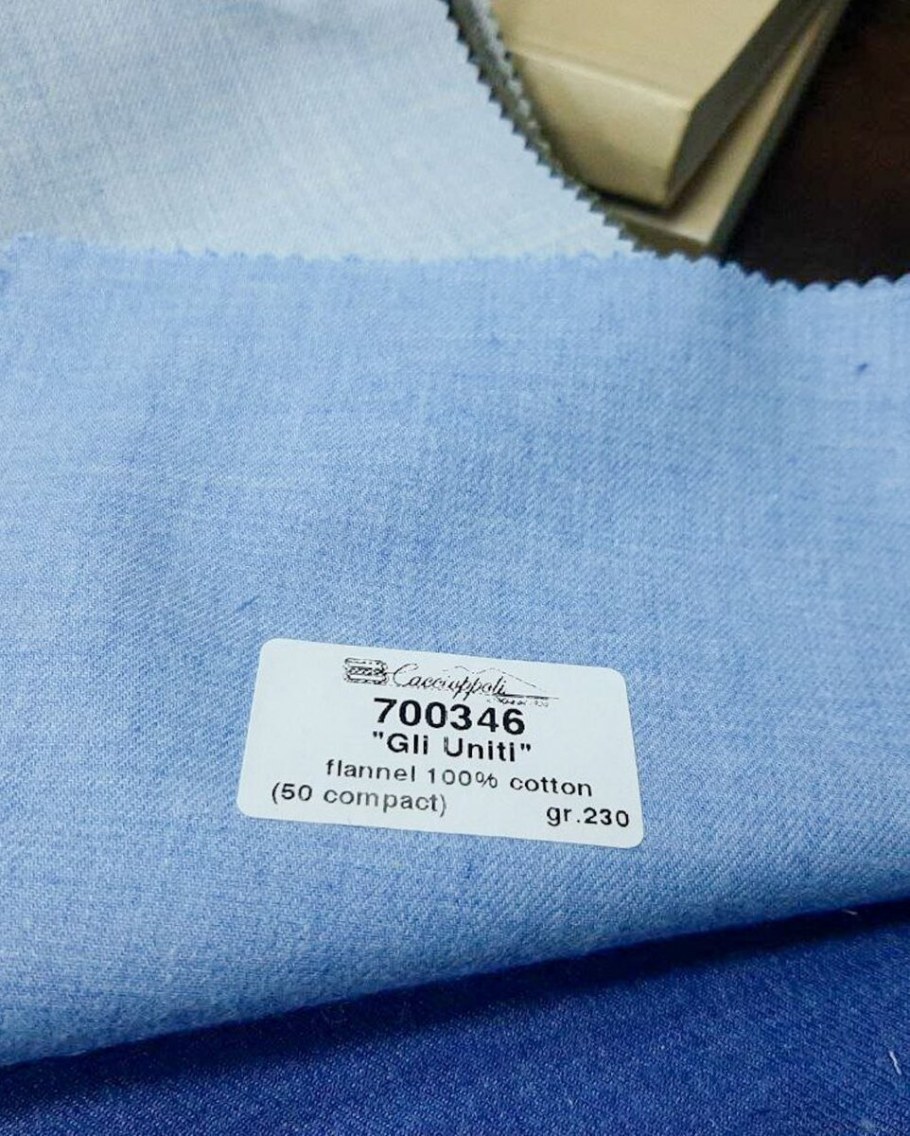 Caccioppoli
700346
"Gli Uniti"
flannel 100% cotton
(50 compact) gr.230